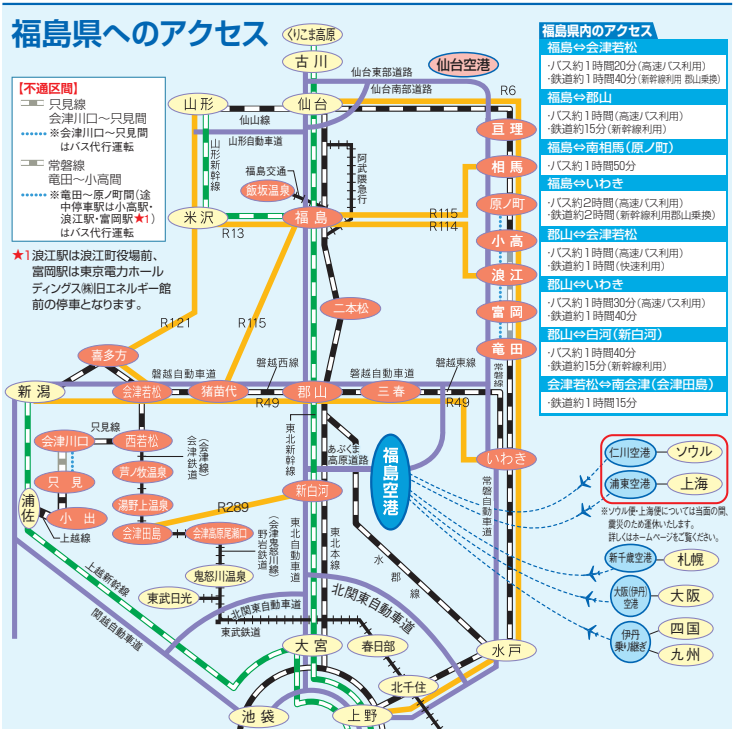 福島県へのアクセス
【不通区間】
只見線
会津川口～只見間
※会津川口～只見間
はバス代行運転
常磐線
竜田～小高間
※竜田～原ノ町間(途
中停車駅は小高駅・
浪江駅・富岡駅★1)
はバス代行運転
★1浪江駅は浪江町役場前、
富岡駅は東京電力ホール
ディングス㈱旧エネルギー館
前の停車となります。
くりこま高原
古川
仙台空港
仙台東部道路
仙台南部道路
R6
山形
仙台
仙山線
山形自動車道
亘理
山形新幹線
阿武隈急行
相馬
福島交通
飯坂温泉
原ノ町
米沢
福島
R115
R114
R13
小高
浪江
二本松
富岡
R121
R115
竜田
喜多方
磐越自動車道
磐越西線
磐越自動車道
磐越東線
常磐線
新潟
会津若松
猪苗代
郡山
三春
R49
R49
只見線
会津川口
西若松
(会津線)
会津鉄道
東北新幹線
あぶくま
高原道路
福島空港
いわき
芦ノ牧温泉
只見
新白河
浦佐
湯野上温泉
R289
常磐自動車道
小出
会津田島
会津高原尾瀬口
上越線
(会津鬼怒川線)
野岩鉄道
東北自動車道
東北本線
水郡線
上越新幹線
鬼怒川温泉
東武日光
北関東自動車道
北関東自動車道
関越自動車道
東武鉄道
大宮
春日部
水戸
北千住
池袋
上野
福島県内のアクセス
福島⇔会津若松
・バス約1時間20分(高速バス利用)
・鉄道約1時間40分(新幹線利用 郡山乗換)
福島⇔郡山
・バス約1時間(高速バス利用)
・鉄道約15分(新幹線利用)
福島⇔南相馬(原ノ町)
・バス約1時間50分
福島⇔いわき
・バス約2時間(高速バス利用)
・鉄道約2時間(新幹線利用郡山乗換)
郡山⇔会津若松
・バス約1時間(高速バス利用)
・鉄道約1時間(快速利用)
郡山⇔いわき
・バス約1時間30分(高速バス利用)
・鉄道約1時間40分
郡山⇔白河(新白河)
・バス約1時間40分
・鉄道約15分(新幹線利用)
会津若松⇔南会津(会津田島)
・鉄道約1時間15分
仁川空港
ソウル
浦東空港
上海
※ソウル便・上海便については当面の間、
震災のため運休いたします。
詳しくはホームページをご覧ください。
新千歳空港
札幌
大阪(伊丹)
空港
大阪
伊丹
乗り継ぎ
四国
九州